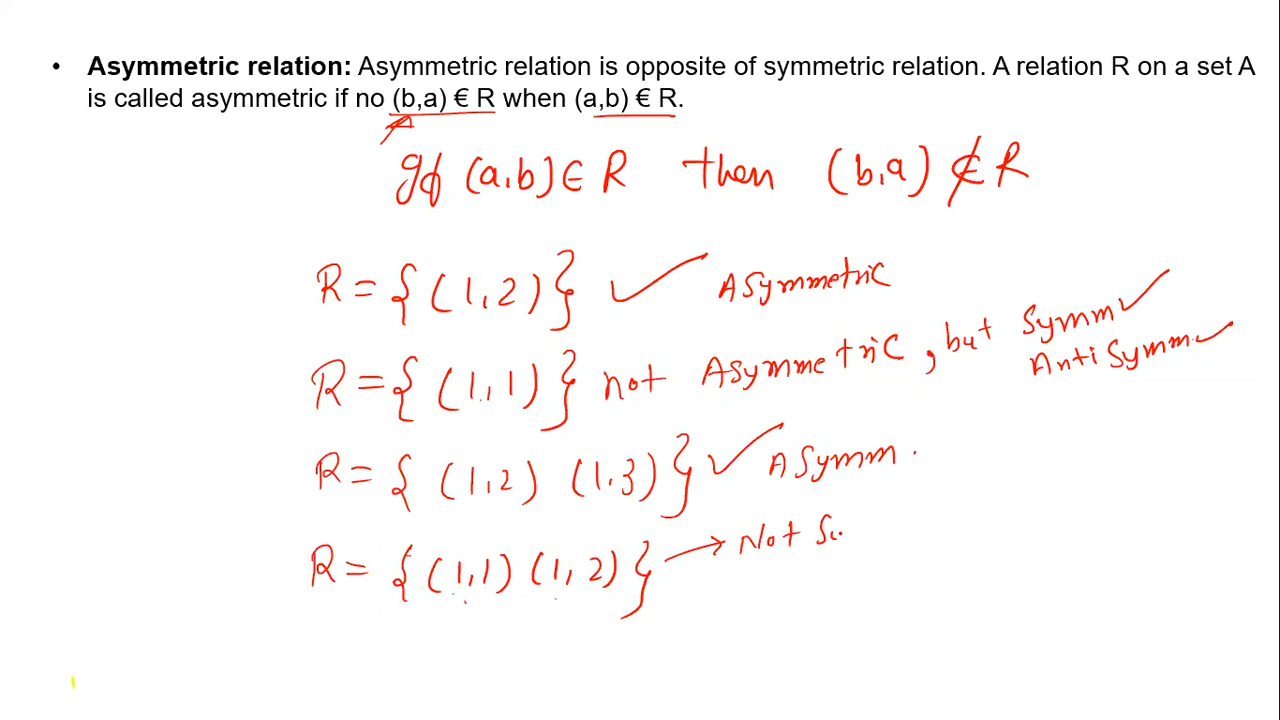 • Asymmetric relation: Asymmetric relation is opposite of symmetric relation. A relation R on a set A
is called asymmetric if no (b,a) € R when (a,b) € R.
If (a,b) ∈ R then (b,a) ∉ R
R = { (1,2) } ✓ Asymmetric
R = { (1,1) } not Asymmetric, but Symm ✓
Anti Symm ✓
R = { (1,2) (1,3) } ✓ Asymm.
R = { (1,1) (1,2) } → Not